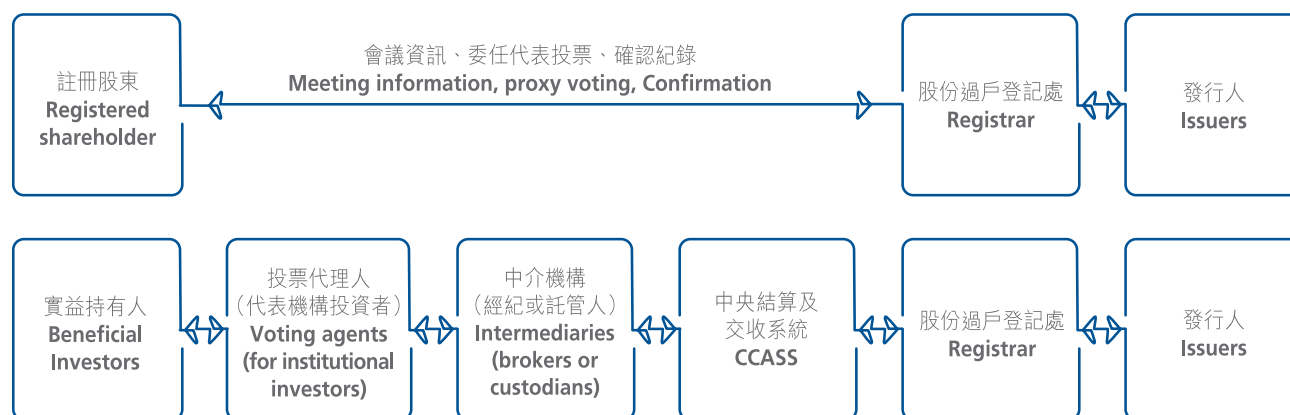 會議資訊、委任代表投票、確認紀錄
Meeting information, proxy voting, Confirmation
註冊股東
Registered
shareholder
股份過戶登記處
Registrar
發行人
Issuers
實益持有人
Beneficial
Investors
投票代理人
（代表機構投資者）
Voting agents
(for institutional
investors)
中介機構
（經紀或託管人）
Intermediaries
(brokers or
custodians)
中央結算及
交收系統
CCASS
股份過戶登記處
Registrar
發行人
Issuers